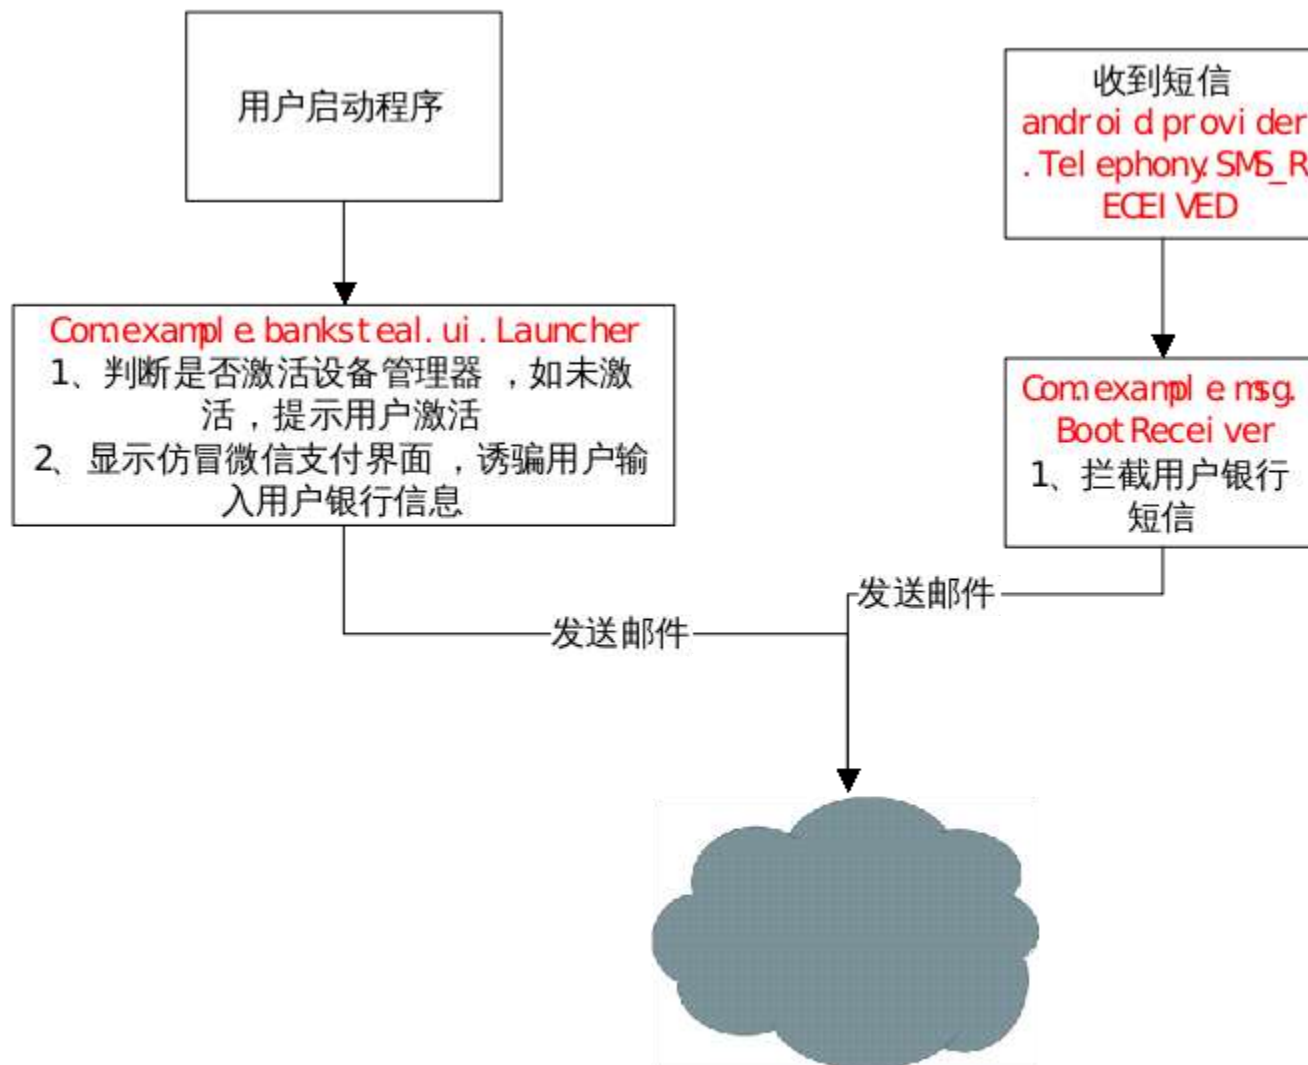 用户启动程序
Com.example.banksteal.ui.Launcher
1、判断是否激活设备管理器 ，如未激
活，提示用户激活
2、显示仿冒微信支付界面 ，诱骗用户输
入用户银行信息
收到短信
android.provider
.Telephony.SMS_R
ECEIVED
Com.example.msg.
BootReceiver
1、拦截用户银行
短信
发送邮件
发送邮件